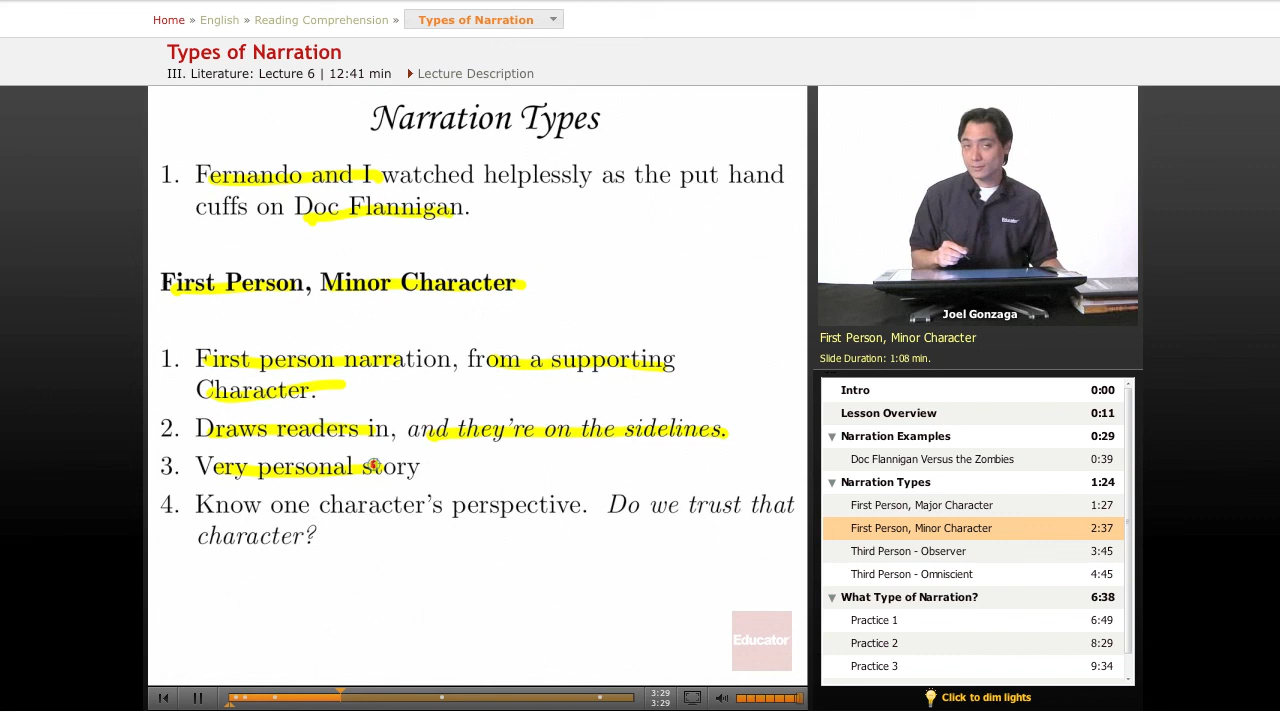 Home » English » Reading Comprehension » Types of Narration
Types of Narration
III. Literature: Lecture 6 | 12:41 min Lecture Description
Narration Types
1. Fernando and I watched helplessly as the put hand
cuffs on Doc Flannigan.
First Person, Minor Character
1. First person narration, from a supporting
Character.
2. Draws readers in, and they're on the sidelines.
3. Very personal story
4. Know one character's perspective. Do we trust that
character?
Educator
3:29
3:29
Educator
Joel Gonzaga
First Person, Minor Character
Slide Duration: 1:08 min.
Intro 0:00
Lesson Overview 0:11
Narration Examples 0:29
Doc Flannigan Versus the Zombies 0:39
Narration Types 1:24
First Person, Major Character 1:27
First Person, Minor Character 2:37
Third Person - Observer 3:45
Third Person - Omniscient 4:45
What Type of Narration? 6:38
Practice 1 6:49
Practice 2 8:29
Practice 3 9:34
Click to dim lights